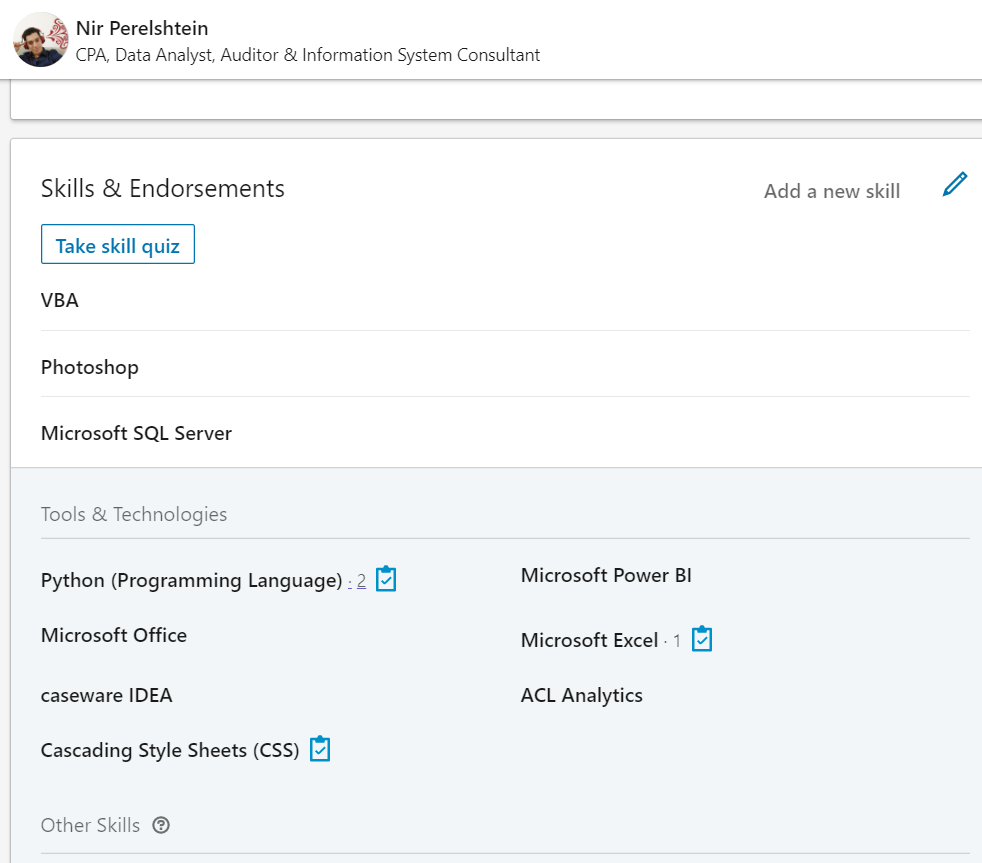 Nir Perelshtein
CPA, Data Analyst, Auditor & Information System Consultant
Skills & Endorsements
Add a new skill
Take skill quiz
VBA
Photoshop
Microsoft SQL Server
Tools & Technologies
Python (Programming Language) · 2
Microsoft Power BI
Microsoft Office
Microsoft Excel · 1
caseware IDEA
ACL Analytics
Cascading Style Sheets (CSS)
Other Skills ?